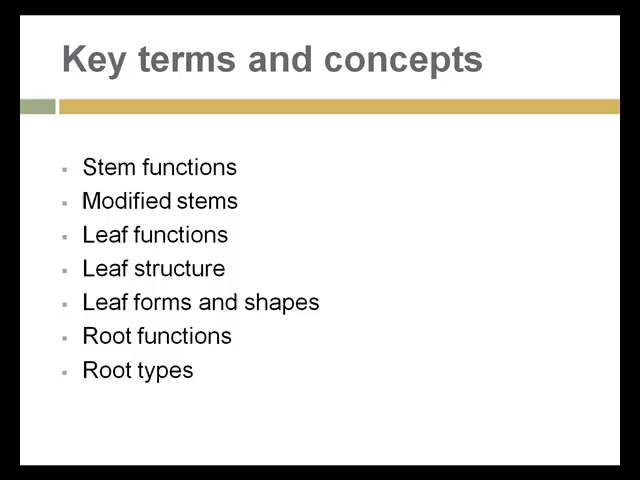 Key terms and concepts
Stem functions
Modified stems
Leaf functions
Leaf structure
Leaf forms and shapes
Root functions
Root types